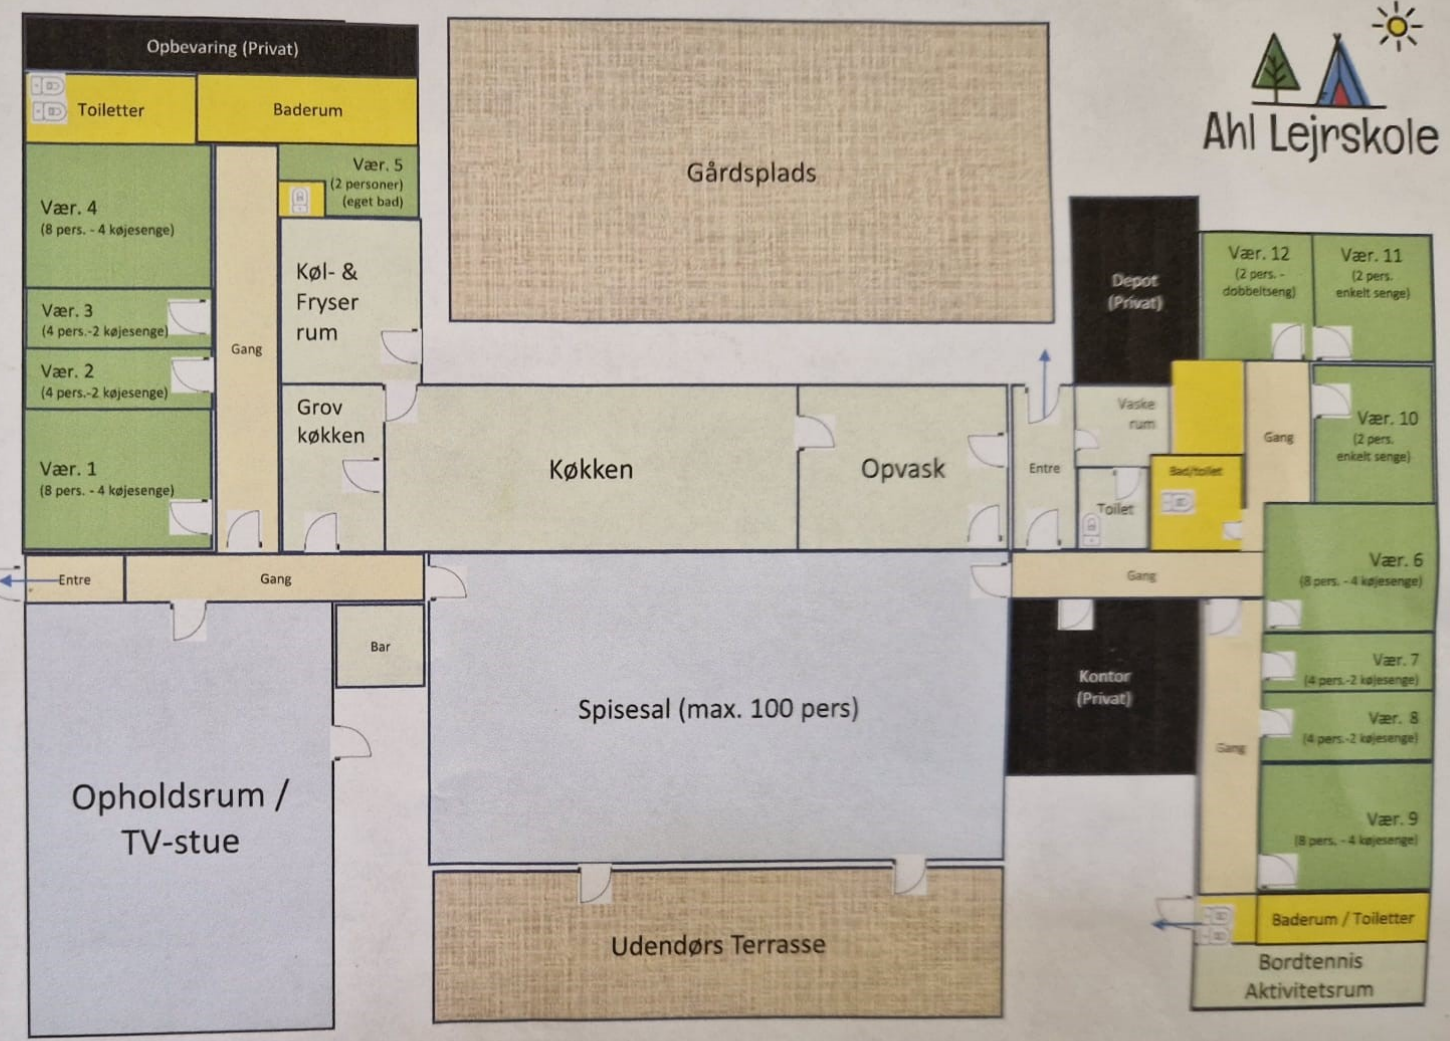 Ahl Lejrskole
Opbevaring (Privat)
Toiletter
Baderum
Vær. 5
(2 personer)
(eget bad)
Vær. 4
(8 pers. - 4 køjesenge)
Vær. 3
(4 pers.-2 køjesenge)
Vær. 2
(4 pers.-2 køjesenge)
Vær. 1
(8 pers. - 4 køjesenge)
Gang
Køl- &
Fryser
rum
Grov
køkken
Køkken
Opvask
Gårdsplads
Entre
Gang
Bar
Opholdsrum /
TV-stue
Spisesal (max. 100 pers)
Udendørs Terrasse
Depot
(Privat)
Entre
Vaske
rum
Toilet
Bad/toilet
Gang
Vær. 12
(2 pers. -
dobbeltseng)
Vær. 11
(2 pers.
enkelt senge)
Vær. 10
(2 pers.
enkelt senge)
Gang
Kontor
(Privat)
Gang
Vær. 6
(8 pers. - 4 køjesenge)
Vær. 7
(4 pers.-2 køjesenge)
Vær. 8
(4 pers.-2 køjesenge)
Vær. 9
(8 pers. - 4 køjesenge)
Baderum / Toiletter
Bordtennis
Aktivitetsrum